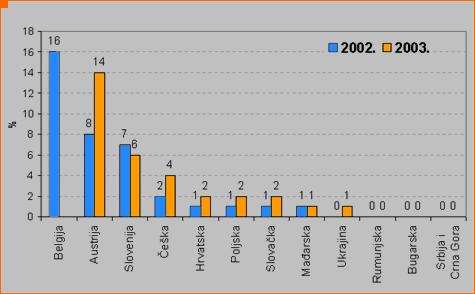 2002. 2003.
%
18
16
14
12
10
8
6
4
2
0
16
8 14
7 6
2 4
1 2
1 2
1 2
1 1
0 1
0 0
0 0
0 0
Belgija
Austrija
Slovenija
Češka
Hrvatska
Poljska
Slovačka
Mađarska
Ukrajina
Rumunjska
Bugarska
Srbija i
Crna Gora